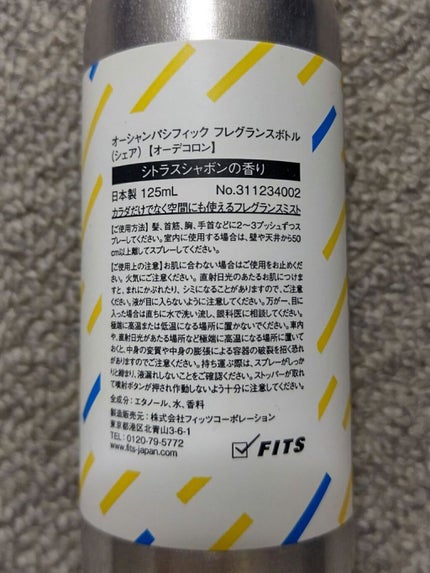 オーシャンパシフィック フレグランスボトル
(シェア)【オーデコロン】
シトラスシャボンの香り
日本製 125mL No.311234002
カラダだけでなく空間にも使えるフレグランスミスト
【ご使用方法】髪、首筋、胸、手首などに2〜3プッシュずつス
プレーしてください。室内に使用する場合は、壁や天井から50
cm以上離してスプレーしてください。
【ご使用上の注意】お肌に合わない場合はご使用をお止めくだ
さい。火気にご注意ください。直射日光のあたるお肌につけま
すと、まれにかぶれたり、シミになることがありますので、ご注意
ください。液が目に入らないように注意してください。万が一、目に
入った場合は直ちに水で洗い流し、眼科医に相談してください。
極端に高温または低温になる場所に置かないでください。車内
や、直射日光があたる場所など極端に高温になる場所に置いて
おくと、中身の変質や中身の膨張による容器の破裂を招く恐れ
がありますのでご注意ください。持ち運ぶ際は、スプレーがしっか
りと締まり、液漏れしないことをご確認ください。ストッパーが取れ
て噴射ボタンが押され作動しないよう十分に注意してください。
全成分：エタノール、水、香料
製造販売元：株式会社フィッツコーポレーション
東京都港区北青山3-6-1
TEL：0120-79-5772
www.fits-japan.com
FITS